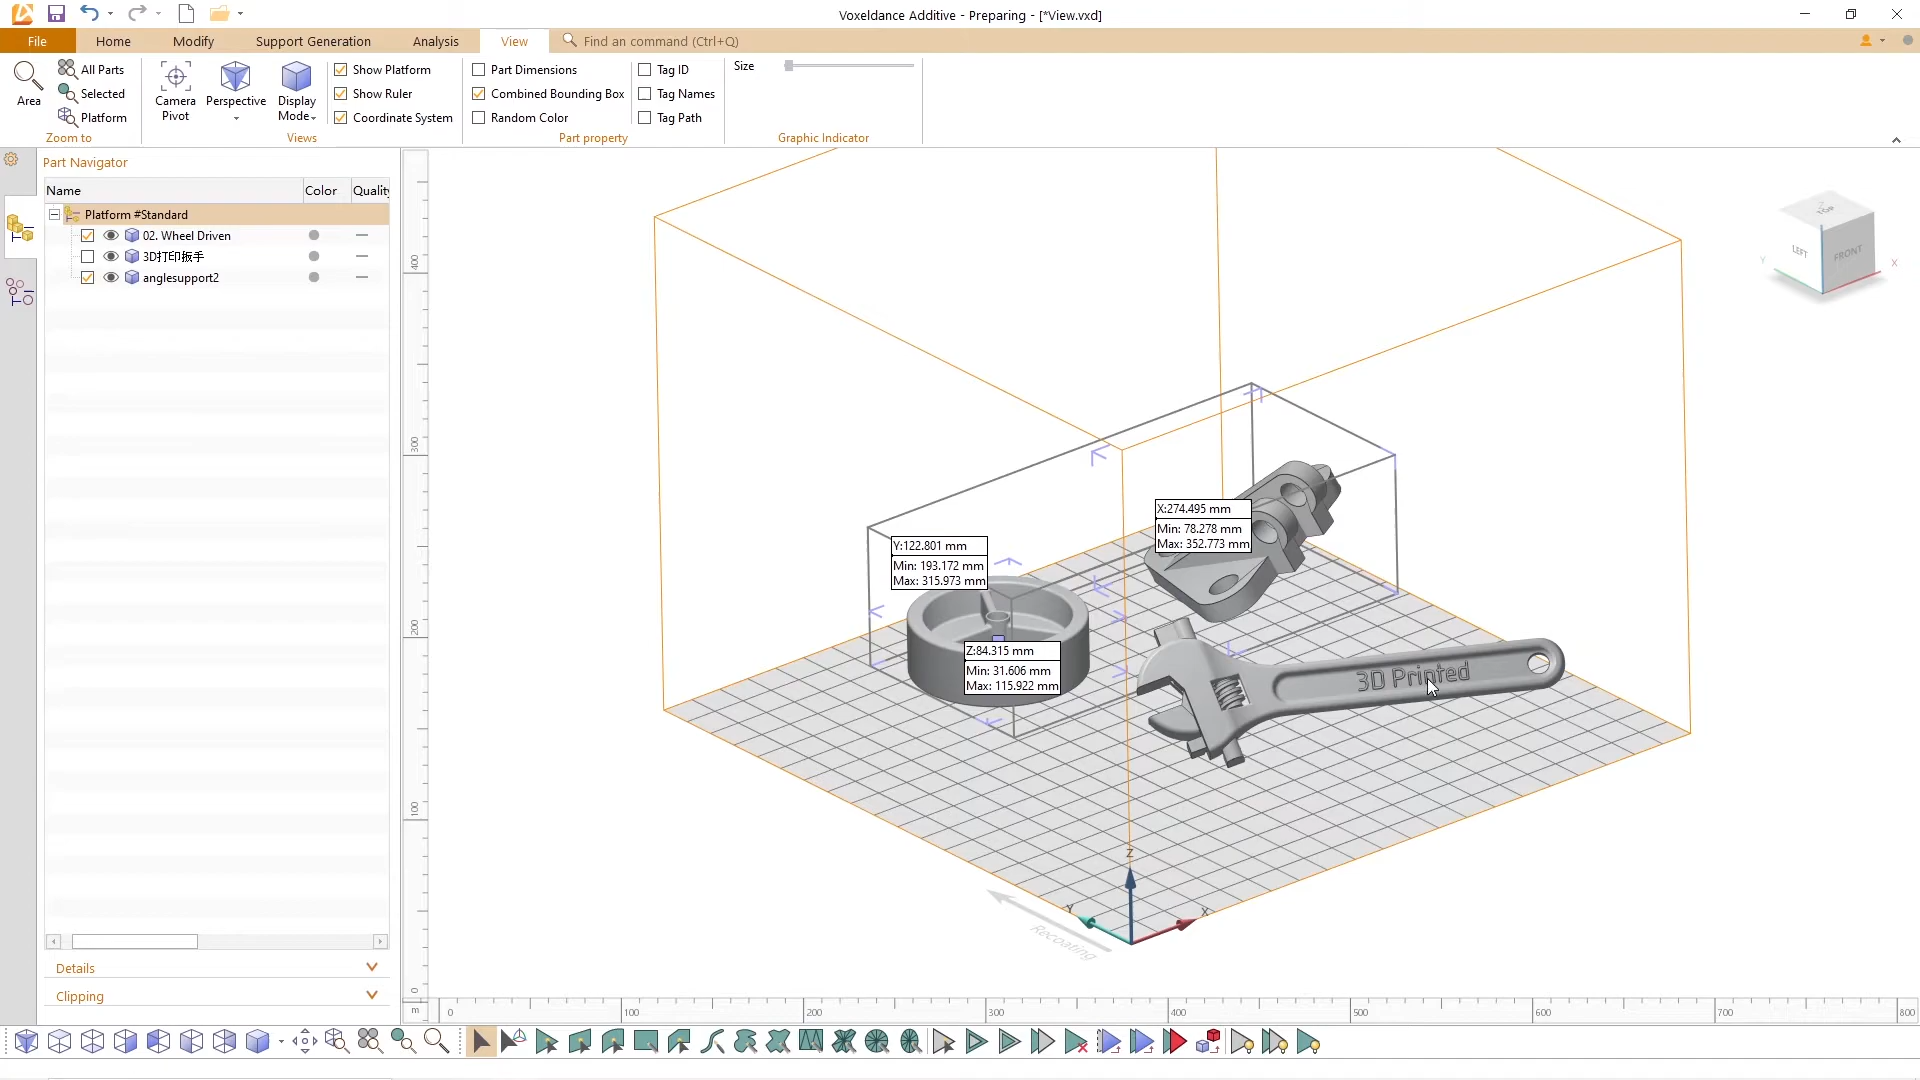 Voxeldance Additive - Preparing - [*View.vxd]
File Home Modify Support Generation Analysis View Find an command (Ctrl+Q)
Area
All Parts
Selected
Platform
Zoom to
Camera Pivot
Perspective
Display Mode
Views
Show Platform
Show Ruler
Coordinate System
Part Dimensions
Combined Bounding Box
Random Color
Part property
Tag ID
Tag Names
Tag Path
Size
Graphic Indicator
Part Navigator
Name Color Quality
Platform #Standard
02. Wheel Driven
3D打印扳手
anglesupport2
Details
Clipping
400
300
200
100
0
m
0 100 200 300 400 500 600 700 800
TOP
LEFT
FRONT
Z
Y
X
X:274.495 mm
Min: 78.278 mm
Max: 352.773 mm
Y:122.801 mm
Min: 193.172 mm
Max: 315.973 mm
Z:84.315 mm
Min: 31.606 mm
Max: 115.922 mm
3D Printed
Z
Y
X
Recoating